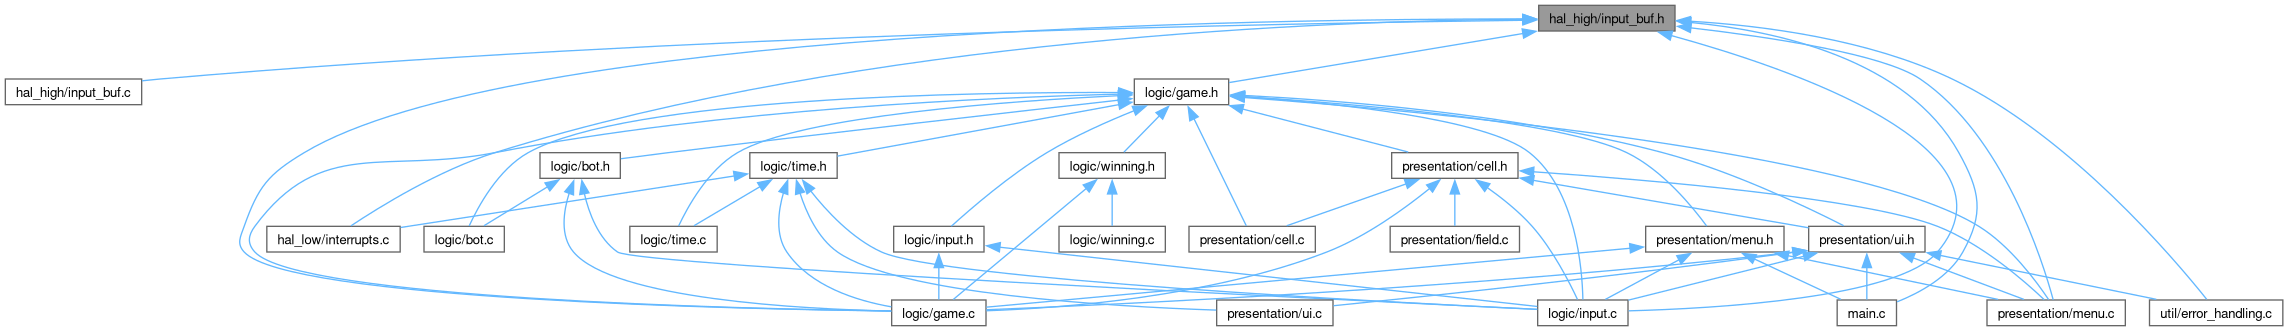 hal_high/input_buf.h
hal_high/input_buf.c
logic/game.h
logic/bot.h
logic/time.h
logic/winning.h
presentation/cell.h
hal_low/interrupts.c
logic/bot.c
logic/time.c
logic/input.h
logic/winning.c
presentation/cell.c
presentation/field.c
presentation/menu.h
presentation/ui.h
logic/game.c
presentation/ui.c
logic/input.c
main.c
presentation/menu.c
util/error_handling.c